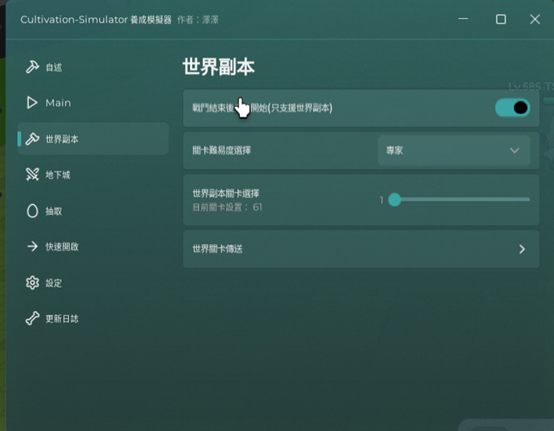 Cultivation-Simulator 養成模擬器 作者：澤澤
自述
Main
世界副本
地下城
抽取
快速開啟
設定
更新日誌
世界副本
戰鬥結束後 開始(只支援世界副本)
關卡難易度選擇 專家
世界副本關卡選擇
目前關卡設置： 61
1
世界關卡傳送
Lv.585